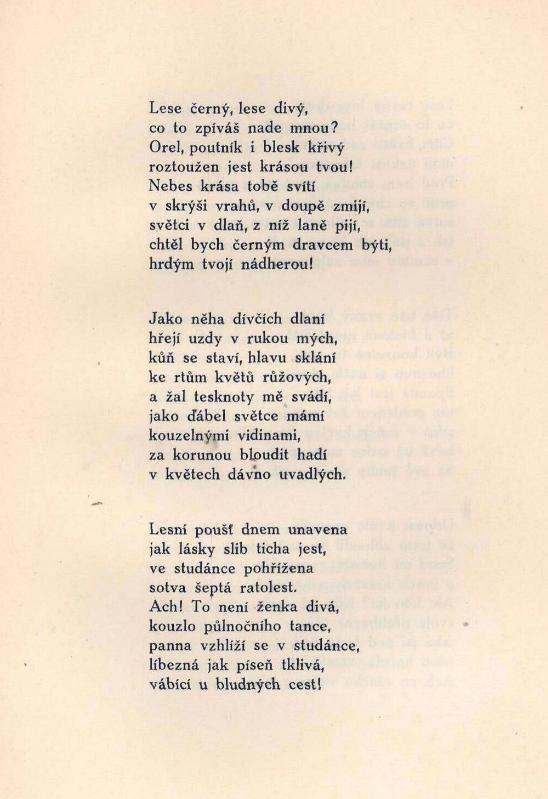 Lese černý, lese divý,
co to zpíváš nade mnou?
Orel, poutník i blesk křivý
roztoužen jest krásou tvou!
Nebes krása tobě svítí
v skrýši vrahů, v doupě zmijí,
světci v dlaň, z níž laně pijí,
chtěl bych černým dravcem býti,
hrdým tvojí nádherou!
Jako něha dívčích dlaní
hřejí uzdy v rukou mých,
kůň se staví, hlavu sklání
ke rtům květů růžových,
a žal tesknoty mě svádí,
jako ďábel světce mámí
kouzelnými vidinami,
za korunou bloudit hadí
v květech dávno uvadlých.
Lesní poušť dnem unavena
jak lásky slib ticha jest,
ve studánce pohřížena
sotva šeptá ratolest.
Ach! To není ženka divá,
kouzlo půlnočního tance,
panna vzhlíží se v studánce,
líbezná jak píseň tklivá,
vábící u bludných cest!